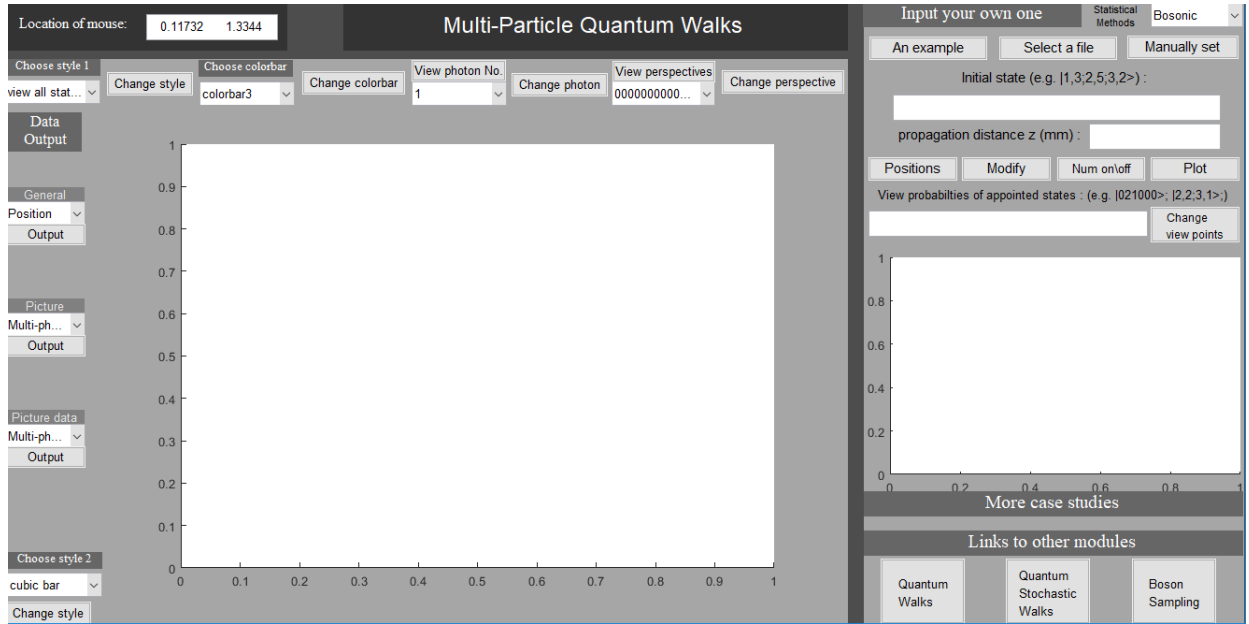 Location of mouse:
0.11732 1.3344
Multi-Particle Quantum Walks
Choose style 1
view all stat...
Change style
Choose colorbar
colorbar3
Change colorbar
View photon No.
1
Change photon
View perspectives
0000000000...
Change perspective
Data
Output
General
Position
Output
Picture
Multi-ph...
Output
Picture data
Multi-ph...
Output
Choose style 2
cubic bar
Change style
1
0.9
0.8
0.7
0.6
0.5
0.4
0.3
0.2
0.1
0
0 0.1 0.2 0.3 0.4 0.5 0.6 0.7 0.8 0.9 1
Input your own one
Statistical
Methods
Bosonic
An example
Select a file
Manually set
Initial state (e.g. |1,3;2,5;3,2>) :
propagation distance z (mm) :
Positions
Modify
Num on\off
Plot
View probabilties of appointed states : (e.g. |021000>; |2,2;3,1>;)
Change
view points
1
0.8
0.6
0.4
0.2
0
0 0.2 0.4 0.6 0.8 1
More case studies
Links to other modules
Quantum
Walks
Quantum
Stochastic
Walks
Boson
Sampling